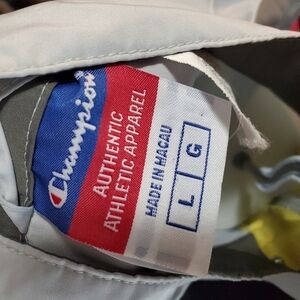 Champion
AUTHENTIC
ATHLETIC APPAREL
MADE IN MACAU
L G